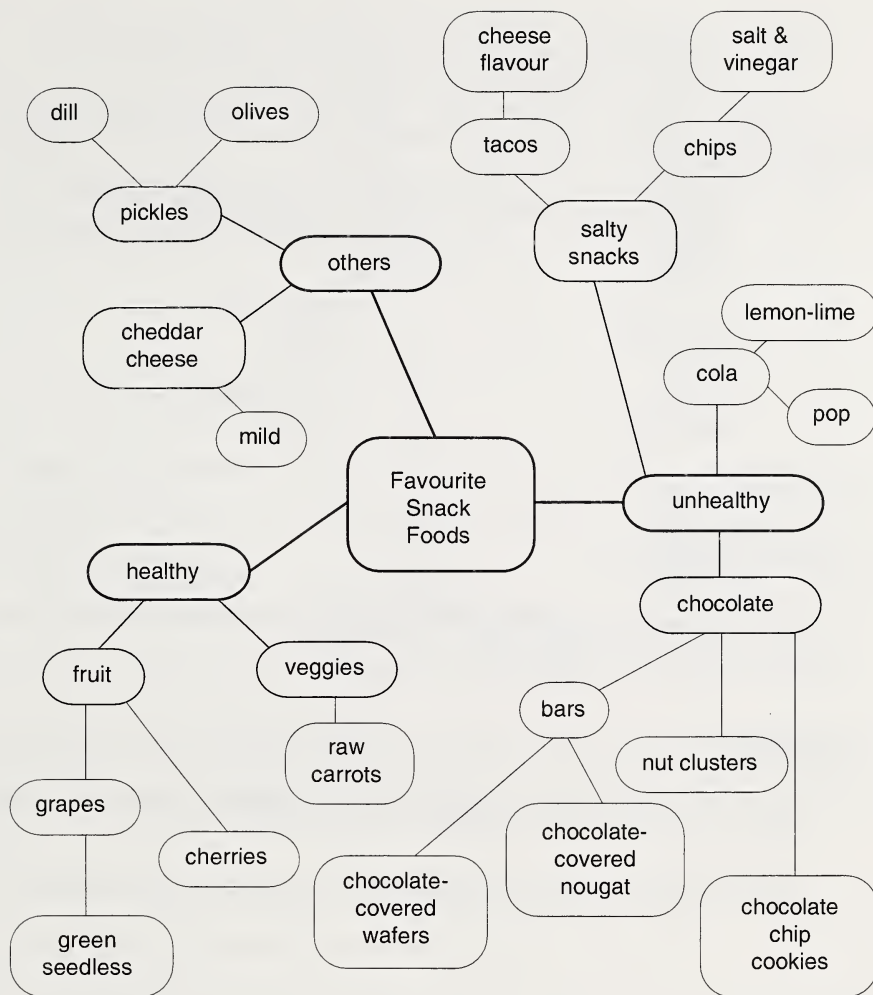 cheese
flavour
salt &
vinegar
dill
olives
tacos
chips
pickles
salty
snacks
others
cheddar
cheese
lemon-lime
cola
mild
pop
Favourite
Snack
Foods
unhealthy
healthy
chocolate
fruit
veggies
bars
raw
carrots
nut clusters
grapes
cherries
chocolate-
covered
nougat
chocolate-
covered
wafers
green
seedless
chocolate
chip
cookies